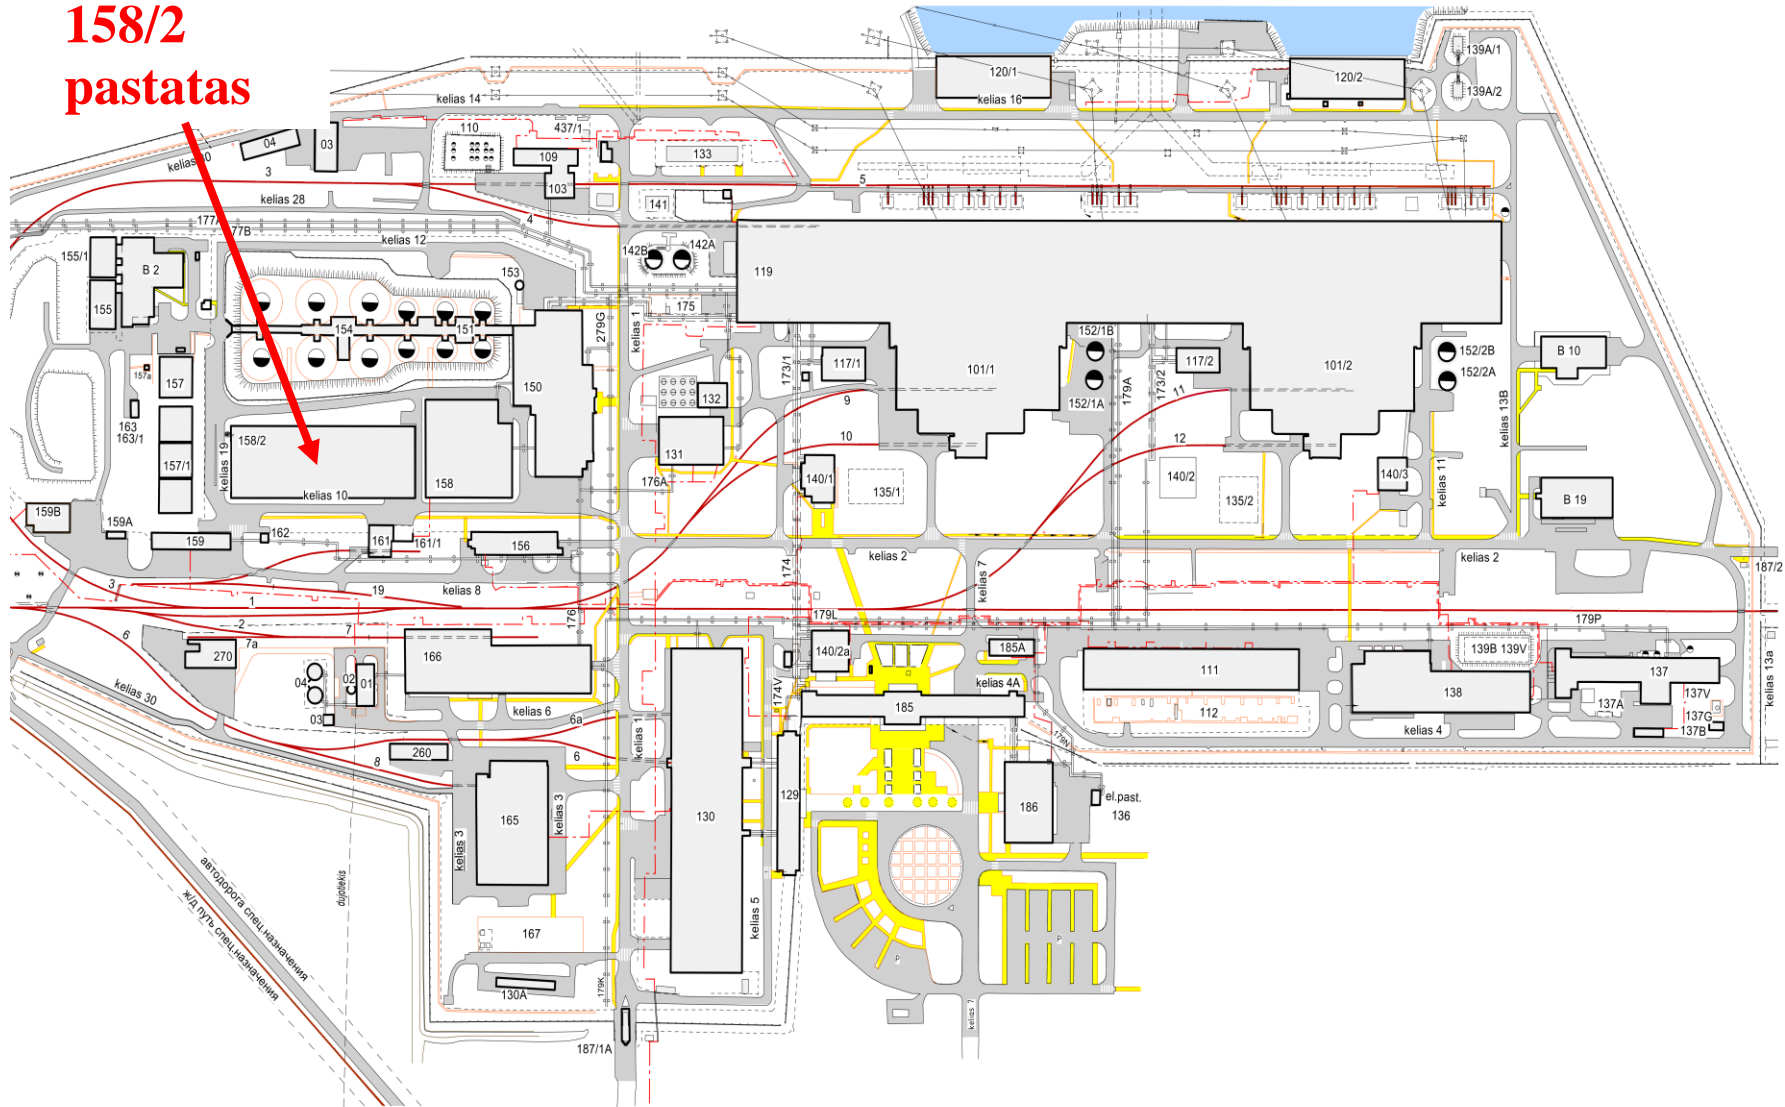 158/2
pastatas
120/1
120/2
139A/1
139A/2
kelias 14
kelias 16
110
437/1
04
03
109
133
kelias 30
3
103
5
kelias 28
141
177A
177B
4
kelias 12
142B
142A
155/1
B 2
153
119
155
175
154
151
279G
kelias 1
152/1B
173/1
117/1
101/1
117/2
101/2
152/2B
B 10
157a
157
150
152/2A
132
152/1A
179A
173/2
11
9
kelias 13B
163
163/1
158/2
kelias 19
131
10
12
157/1
kelias 10
158
176A
140/1
135/1
140/2
135/2
140/3
kelias 11
B 19
159B
159A
159
162
161
161/1
156
kelias 2
kelias 2
187/2
3
19
kelias 8
174
kelias 7
1
2
7
176
179L
179P
6
7a
270
166
140/2a
185A
111
139B 139V
137
kelias 13a
04
02
01
kelias 30
174V
kelias 4A
138
137V
137A
03
kelias 6
6a
185
112
137G
kelias 1
179N
kelias 4
137B
260
6
8
129
165
kelias 3
kelias 3
130
186
el.past.
136
автодорога спец.назначения
ж/д путь спец.назначения
dujotiekis
167
kelias 5
P
P
130A
179K
kelias 7
187/1A